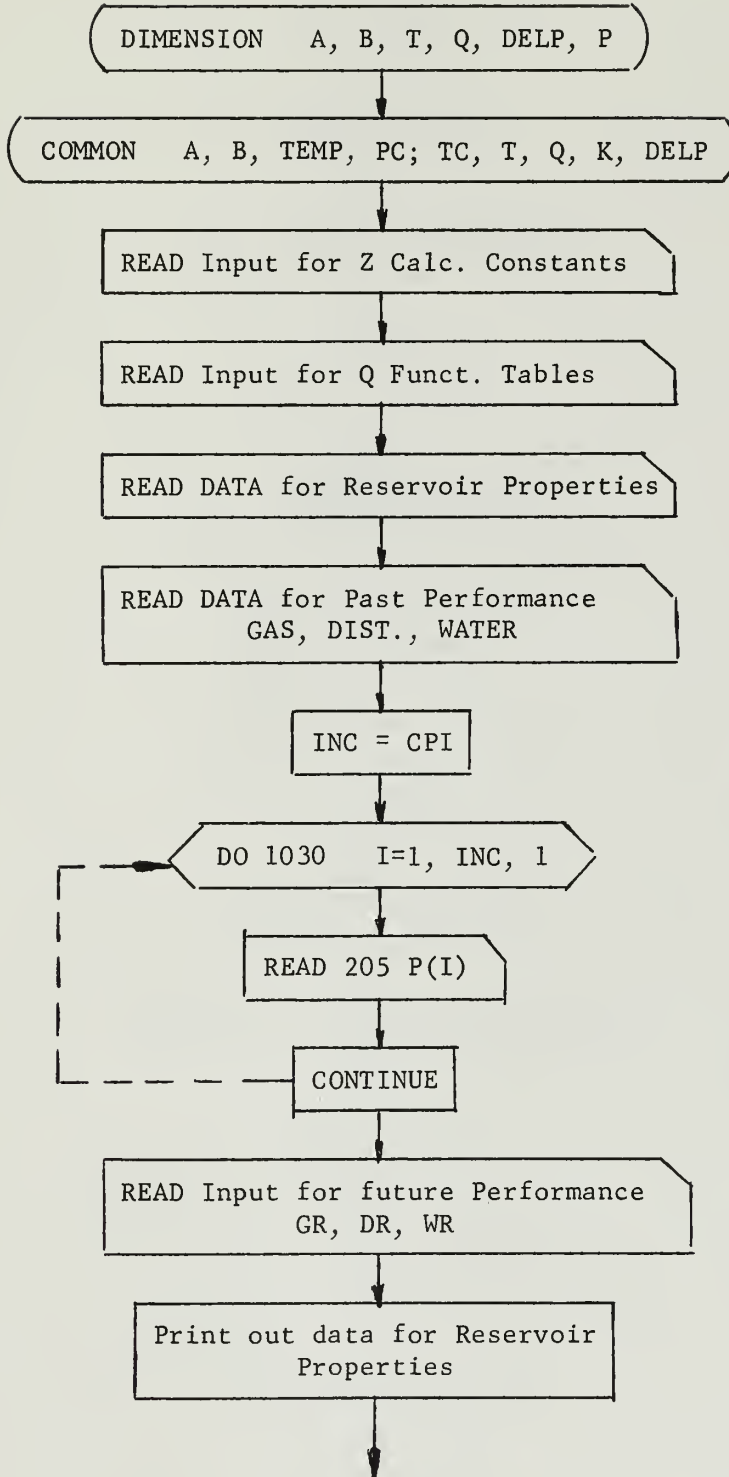 DIMENSION A, B, T, Q, DELP, P
COMMON A, B, TEMP, PC; TC, T, Q, K, DELP
READ Input for Z Calc. Constants
READ Input for Q Funct. Tables
READ DATA for Reservoir Properties
READ DATA for Past Performance
GAS, DIST., WATER
INC = CPI
DO 1030 I=1, INC, 1
READ 205 P(I)
CONTINUE
READ Input for future Performance
GR, DR, WR
Print out data for Reservoir
Properties